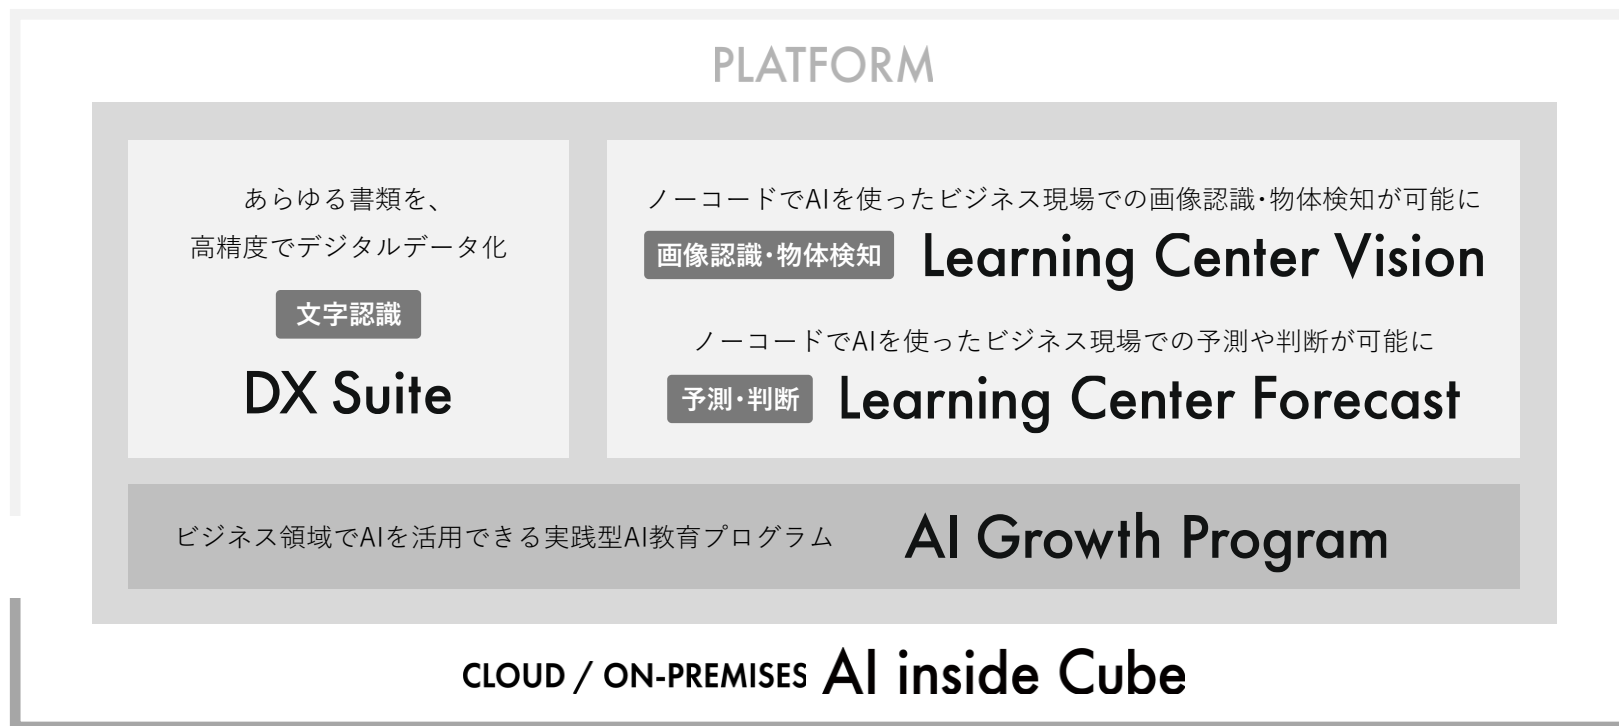 PLATFORM
あらゆる書類を、
高精度でデジタルデータ化
文字認識
DX Suite
ノーコードでAIを使ったビジネス現場での画像認識・物体検知が可能に
画像認識・物体検知 Learning Center Vision
ノーコードでAIを使ったビジネス現場での予測や判断が可能に
予測・判断 Learning Center Forecast
ビジネス領域でAIを活用できる実践型AI教育プログラム AI Growth Program
CLOUD / ON-PREMISES AI inside Cube